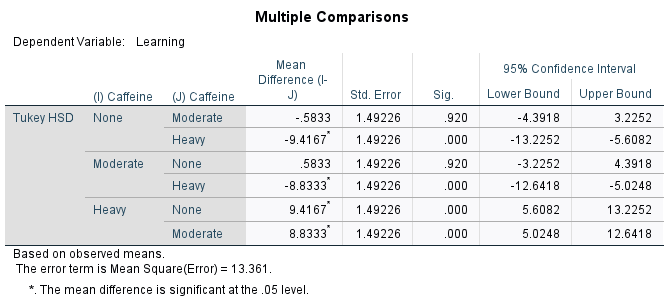 Multiple Comparisons
Dependent Variable: Learning
Mean Difference (I-J) Std. Error Sig. 95% Confidence Interval
(I) Caffeine (J) Caffeine Lower Bound Upper Bound
Tukey HSD None Moderate -.5833 1.49226 .920 -4.3918 3.2252
Heavy -9.4167* 1.49226 .000 -13.2252 -5.6082
Moderate None .5833 1.49226 .920 -3.2252 4.3918
Heavy -8.8333* 1.49226 .000 -12.6418 -5.0248
Heavy None 9.4167* 1.49226 .000 5.6082 13.2252
Moderate 8.8333* 1.49226 .000 5.0248 12.6418
Based on observed means.
The error term is Mean Square(Error) = 13.361.
*. The mean difference is significant at the .05 level.